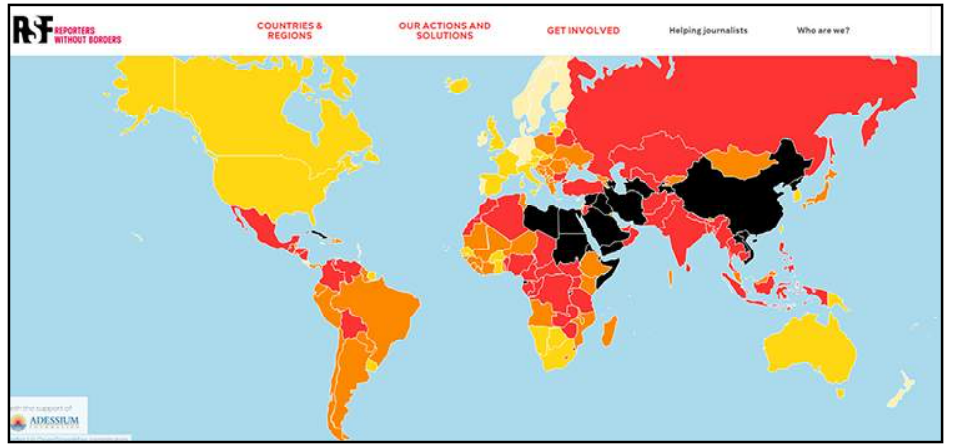 RSF REPORTERS
WITHOUT BORDERS
COUNTRIES &
REGIONS
OUR ACTIONS AND
SOLUTIONS
GET INVOLVED
Helping journalists
Who are we?
the support of
ADESSIUM